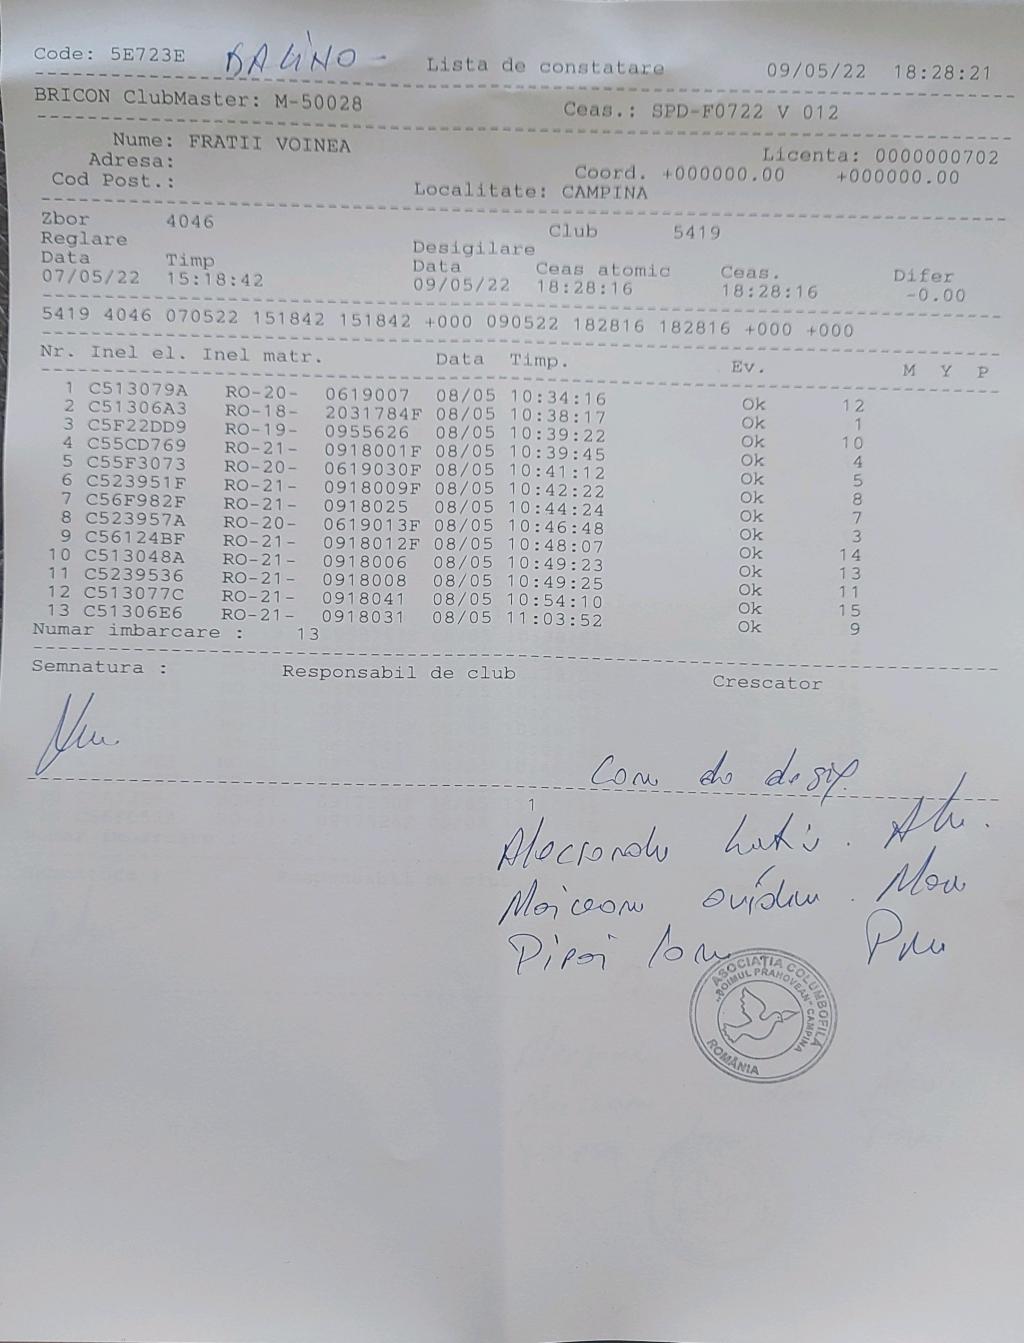 Code: 5E723E BALINO - Lista de constatare 09/05/22 18:28:21
BRICON ClubMaster: M-50028 Ceas.: SPD-F0722 V 012
Nume: FRATII VOINEA Licenta: 0000000702
Adresa: Coord. +000000.00 +000000.00
Cod Post.: Localitate: CAMPINA
Zbor 4046 Club 5419
Reglare Desigilare
Data Timp Data Ceas atomic Ceas. Difer
07/05/22 15:18:42 09/05/22 18:28:16 18:28:16 -0.00
5419 4046 070522 151842 151842 +000 090522 182816 182816 +000 +000
Nr. Inel el. Inel matr. Data Timp. Ev. M Y P
1 C513079A RO-20- 0619007 08/05 10:34:16 Ok 12
2 C51306A3 RO-18- 2031784F 08/05 10:38:17 Ok 1
3 C5F22DD9 RO-19- 0955626 08/05 10:39:22 Ok 10
4 C55CD769 RO-21- 0918001F 08/05 10:39:45 Ok 4
5 C55F3073 RO-20- 0619030F 08/05 10:41:12 Ok 5
6 C523951F RO-21- 0918009F 08/05 10:42:22 Ok 8
7 C56F982F RO-21- 0918025 08/05 10:44:24 Ok 7
8 C523957A RO-20- 0619013F 08/05 10:46:48 Ok 3
9 C56124BF RO-21- 0918012F 08/05 10:48:07 Ok 14
10 C513048A RO-21- 0918006 08/05 10:49:23 Ok 13
11 C5239536 RO-21- 0918008 08/05 10:49:25 Ok 11
12 C513077C RO-21- 0918041 08/05 10:54:10 Ok 15
13 C51306E6 RO-21- 0918031 08/05 11:03:52 Ok 9
Numar imbarcare : 13
Semnatura : Responsabil de club Crescator
Com de desig.
1
Moiceanu Ovidiu
Pipoi Ion
ASOCIAȚIA COLUMBOFILĂ
"ȘOIMUL PRAHOVEAN" CAMPINA
ROMÂNIA